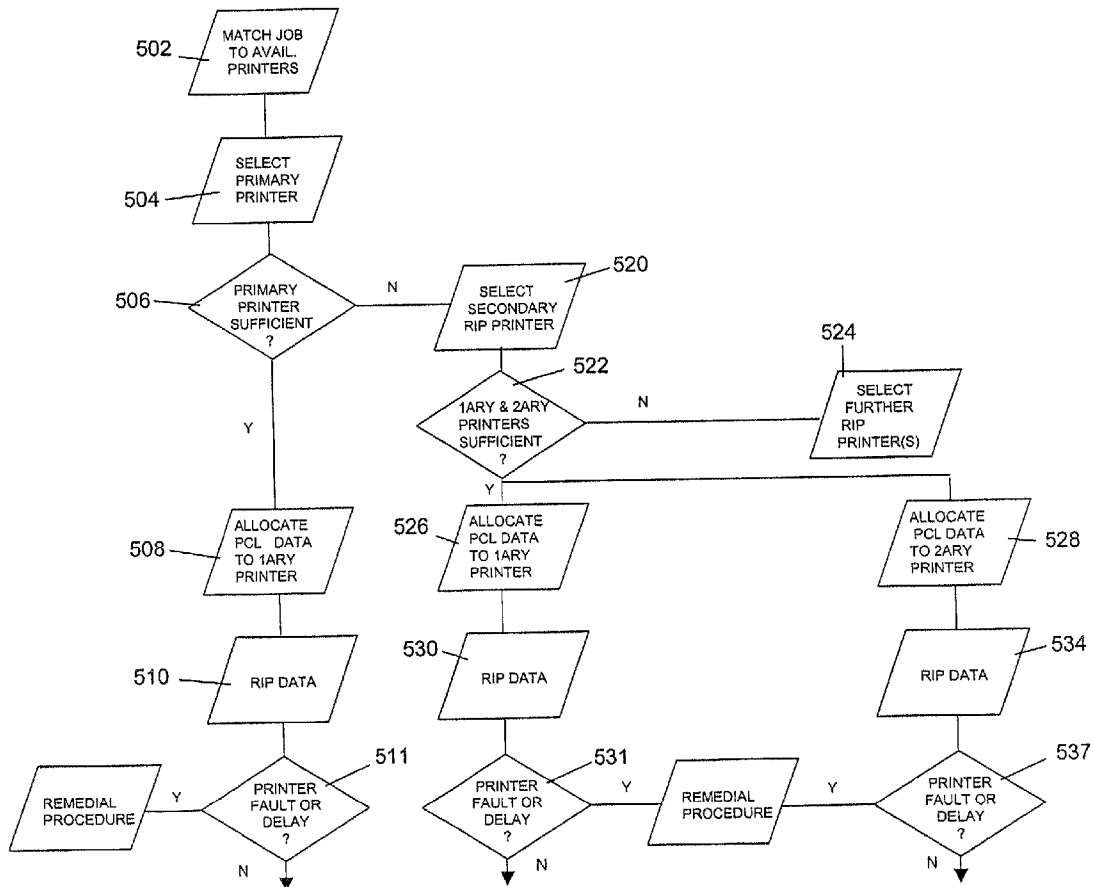 502
MATCH JOB
TO AVAIL.
PRINTERS
504
SELECT
PRIMARY
PRINTER
506
PRIMARY
PRINTER
SUFFICIENT
?
N
520
SELECT
SECONDARY
RIP PRINTER
522
1ARY & 2ARY
PRINTERS
SUFFICIENT
?
N
524
SELECT
FURTHER
RIP
PRINTER(S)
Y
Y
508
ALLOCATE
PCL DATA
TO 1ARY
PRINTER
526
ALLOCATE
PCL DATA
TO 1ARY
PRINTER
ALLOCATE
PCL DATA
TO 2ARY
PRINTER
528
510
RIP DATA
530
RIP DATA
534
RIP DATA
REMEDIAL
PROCEDURE
Y
511
PRINTER
FAULT OR
DELAY
?
N
531
PRINTER
FAULT OR
DELAY
?
N
Y
REMEDIAL
PROCEDURE
Y
537
PRINTER
FAULT OR
DELAY
?
N